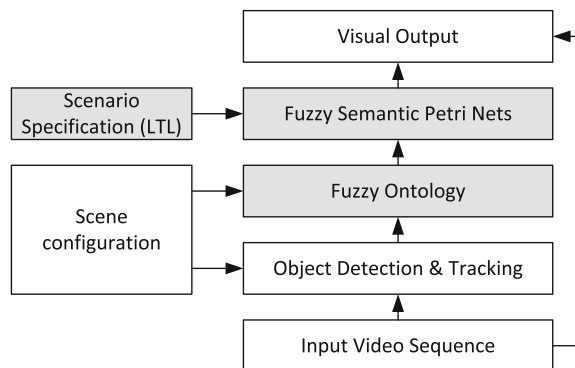 Visual Output
Scenario
Specification (LTL)
Fuzzy Semantic Petri Nets
Fuzzy Ontology
Scene
configuration
Object Detection & Tracking
Input Video Sequence